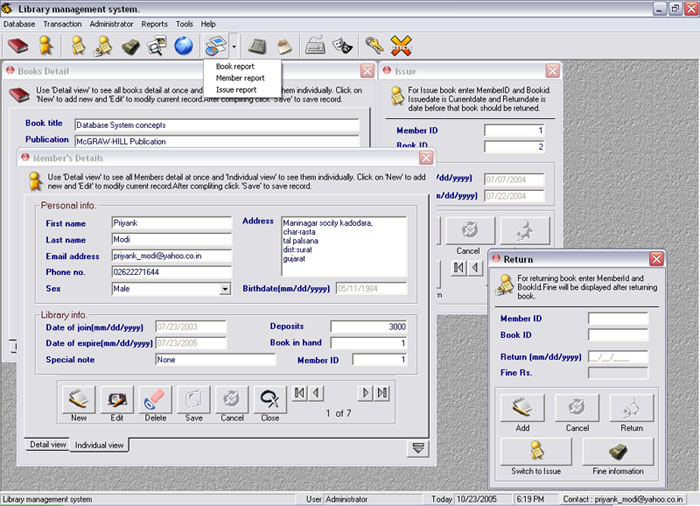 Library management system.
Database Transaction Administrator Reports Tools Help
Book report
Member report
Issue report
Books Detail
Use 'Detail view' to see all books detail at once and
them individually. Click on
'New' to add new and 'Edit' to modify current record.After compliting click 'Save' to save record.
Book title Database System concepts
Publication McGRAW-HILL Publication
Issue
For Issue book enter MemberID and Bookid.
Issuedate is Currentdate and Returndate is
date before that book should be retuned.
Member ID 1
Book ID 2
/dd/yyyy) 07/07/2004
m/dd/yyyy) 07/22/2004
Cancel
Member's Details
Use 'Detail view' to see all Members detail at once and 'Individual view' to see them individually. Click on 'New' to add
new and 'Edit' to modify current record.After compliting click 'Save' to save record.
Personal info.
First name Priyank
Last name Modi
Email address priyank_modi@yahoo.co.in
Phone no. 02622271644
Sex Male
Address Maninagar socity kadodara,
char-rasta
tal palsana
dist:surat
gujarat
Birthdate(mm/dd/yyyy) 05/11/1984
Library info.
Date of join(mm/dd/yyyy) 07/23/2003
Date of expire(mm/dd/yyyy) 07/23/2005
Special note None
Deposits 3000
Book in hand 1
Member ID 1
New Edit Delete Save Cancel Close
1 of 7
Detail view Individual view
Return
For returning book enter MemberId and
BookId.Fine will be displayed after returning
book.
Member ID
Book ID
Return (mm/dd/yyyy) __/__/____
Fine Rs.
Add Cancel Return
Switch to Issue Fine information
Library management system User Administrator Today 10/23/2005 6:19 PM Contact : priyank_modi@yahoo.co.in